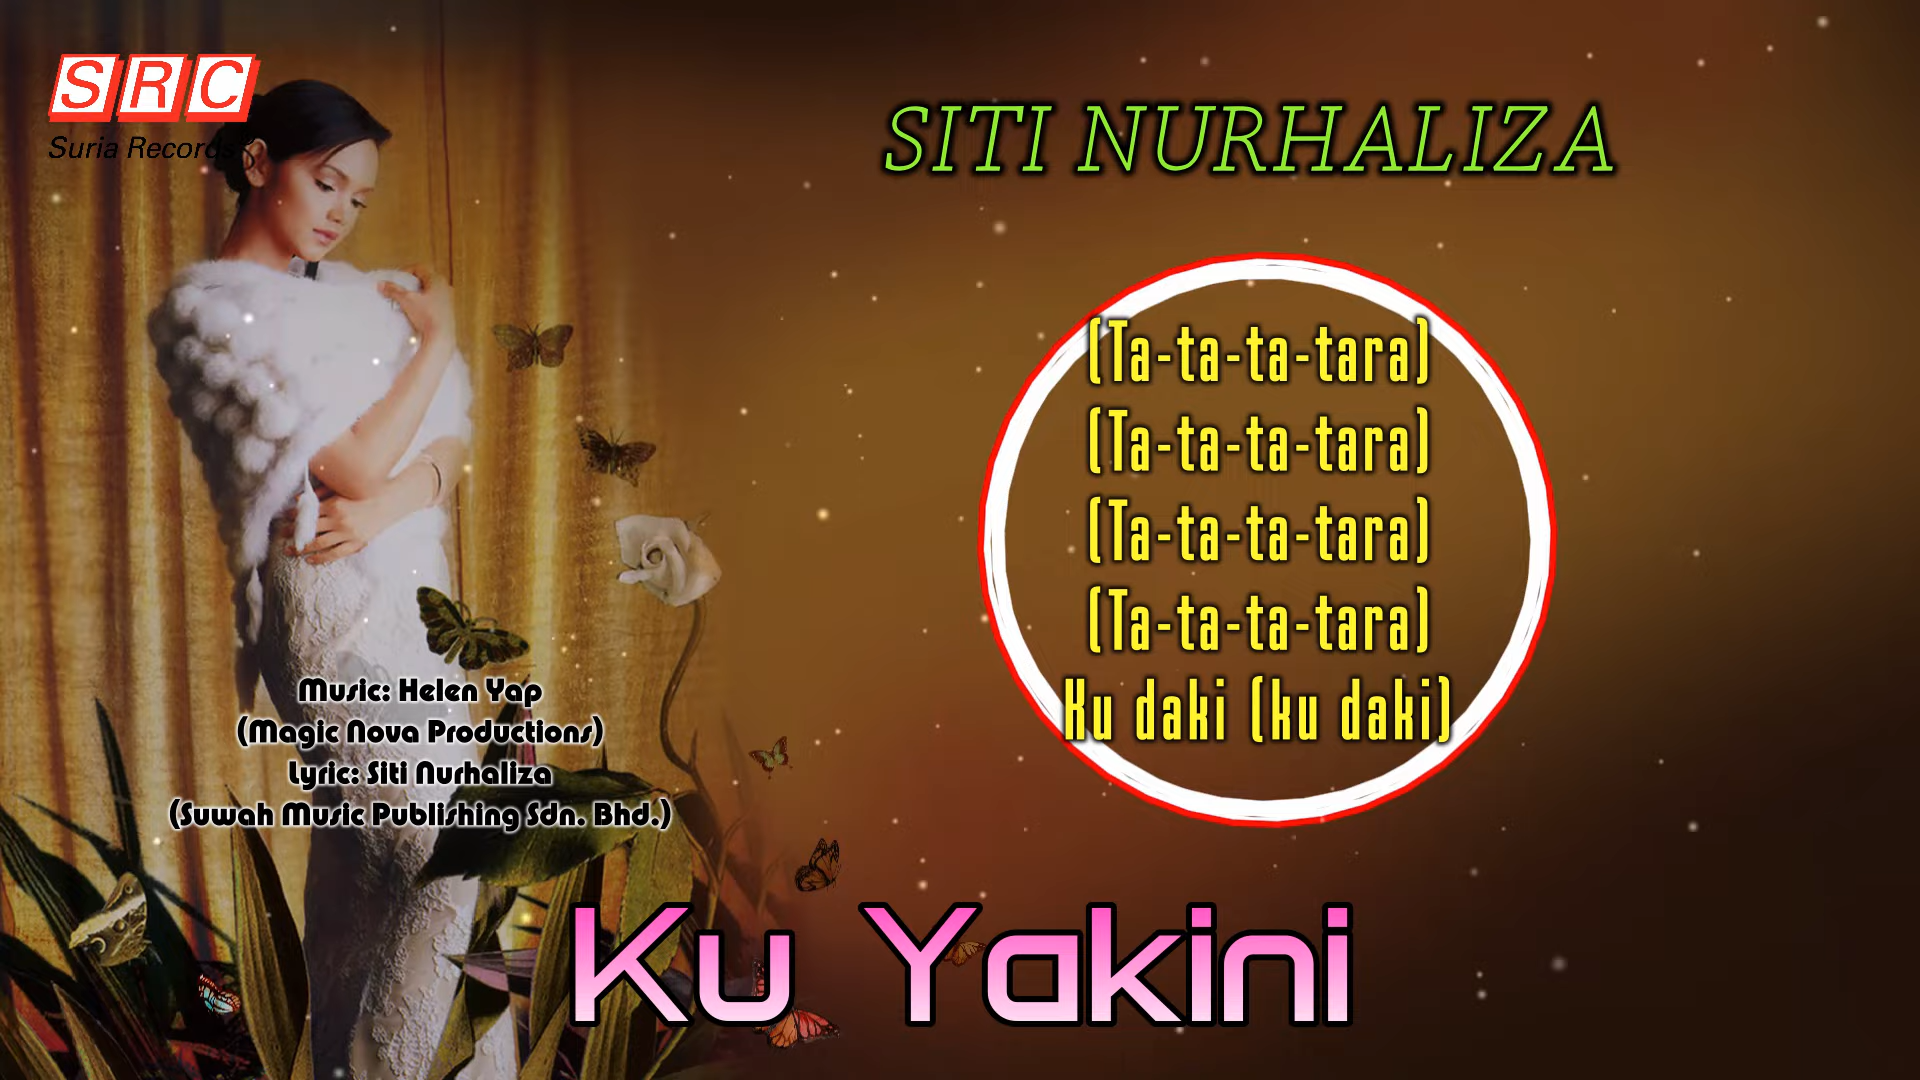 SRC
Suria Records
SITI NURHALIZA
(Ta-ta-ta-tara)
(Ta-ta-ta-tara)
(Ta-ta-ta-tara)
(Ta-ta-ta-tara)
Ku daki (ku daki)
Music: Helen Yap
(Magic Nova Productions)
Lyric: Siti Nurhaliza
(Suwah Music Publishing Sdn. Bhd.)
Ku Yakini